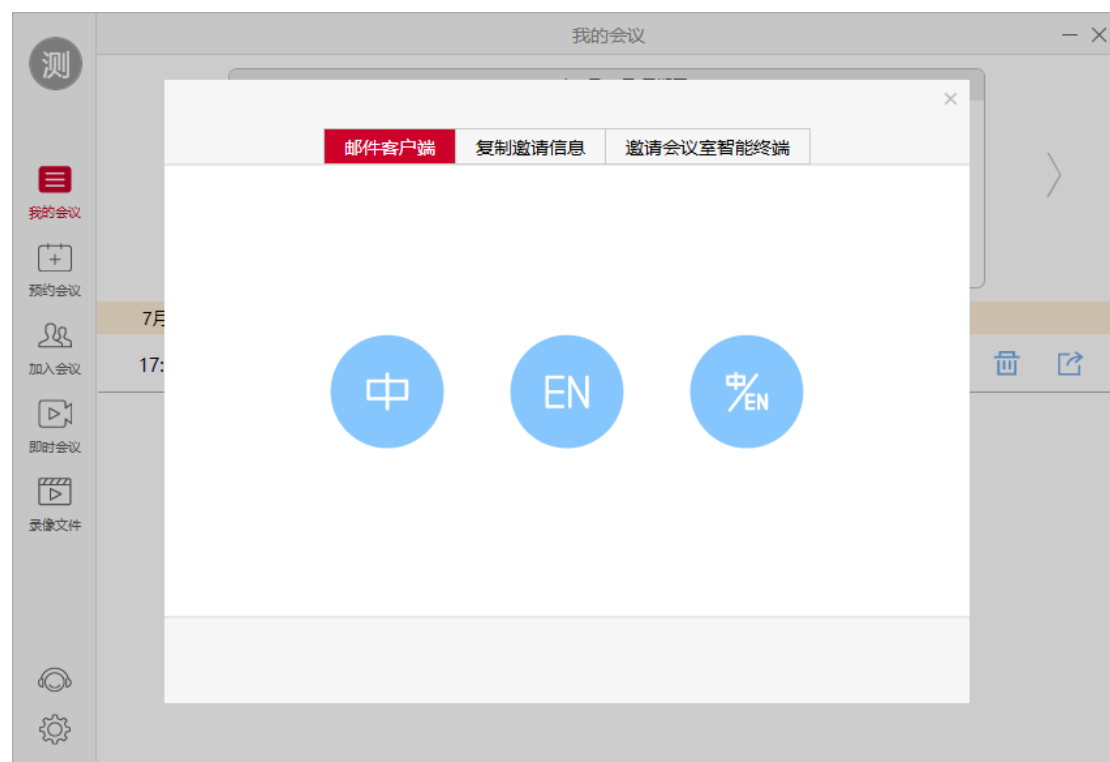 我的会议
测
邮件客户端
复制邀请信息
邀请会议室智能终端
我的会议
预约会议
7月
加入会议
17:
中
EN
中/EN
即时会议
录像文件